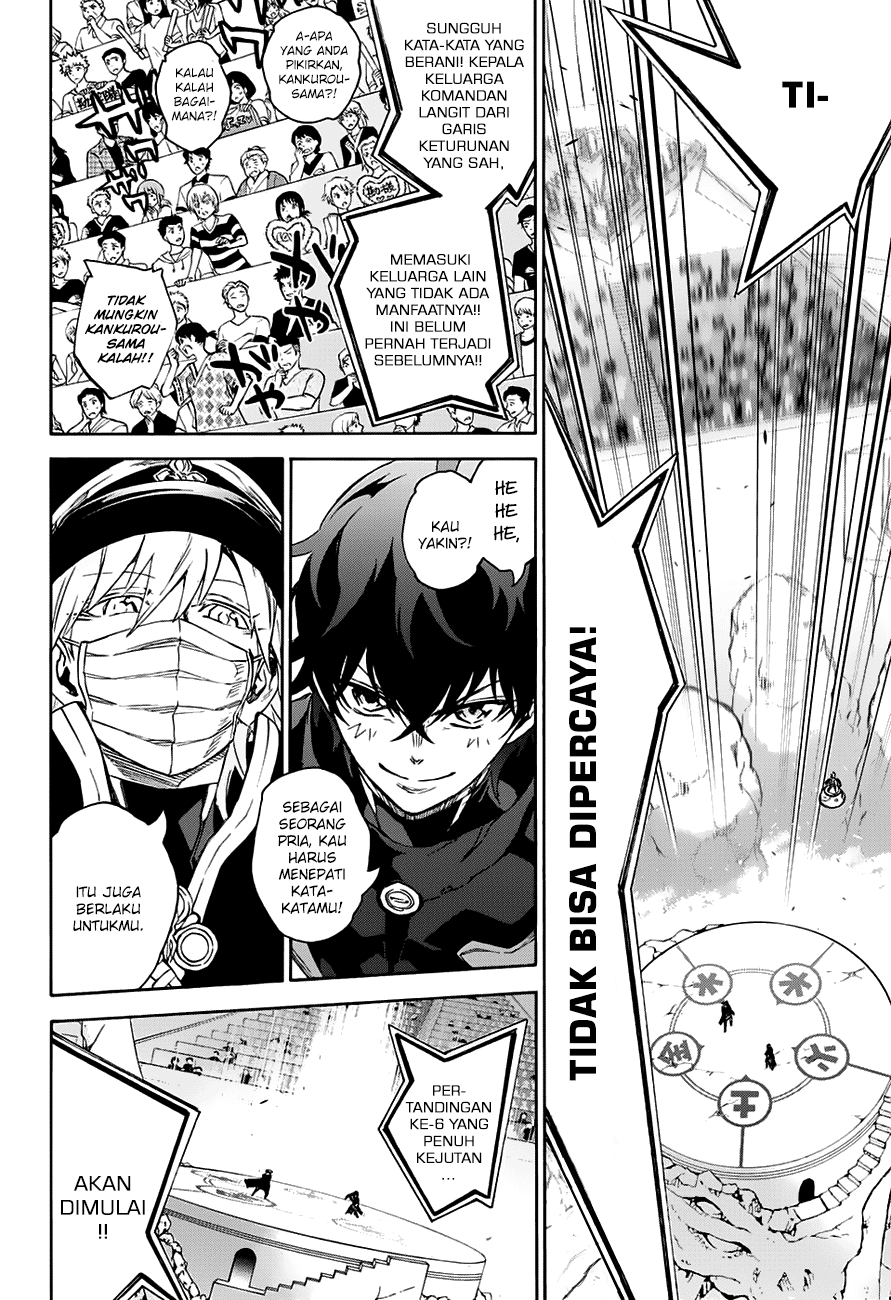 TI-
TIDAK BISA DIPERCAYA!
SUNGGUH
KATA-KATA YANG
BERANI! KEPALA
KELUARGA
KOMANDAN
LANGIT DARI
GARIS
KETURUNAN
YANG SAH,
MEMASUKI
KELUARGA LAIN
YANG TIDAK ADA
MANFAATNYA!!
INI BELUM
PERNAH TERJADI
SEBELUMNYA!!
A-APA
YANG ANDA
PIKIRKAN,
KANKUROU-
SAMA?!
KALAU
KALAH
BAGAI-
MANA?!
TIDAK
MUNGKIN
KANKUROU-
SAMA
KALAH!!
HE
HE
HE,
KAU
YAKIN?!
SEBAGAI
SEORANG
PRIA, KAU
HARUS
MENEPATI
KATA-
KATAMU!
ITU JUGA
BERLAKU
UNTUKMU.
PER-
TANDINGAN
KE-6 YANG
PENUH
KEJUTAN
...
AKAN
DIMULAI
!!